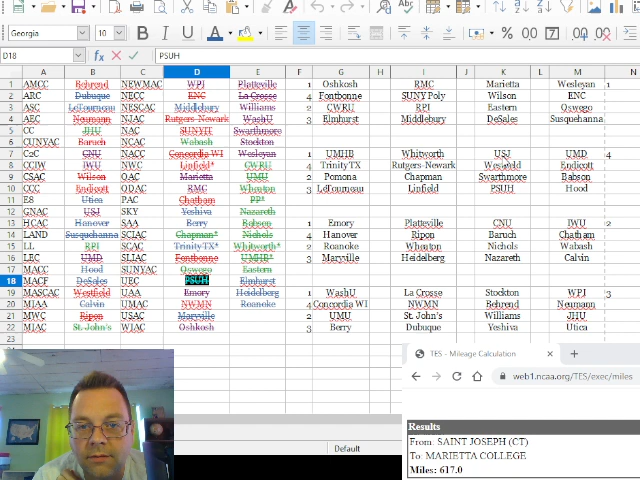 Georgia 10
D18 PSUH
A B C D E F G H I J K L M N
1 AMCC Behrend NEWMAC WPJ Platteville 1 Oshkosh RMC Marietta Wesleyan 1
2 ARC Dubuque NECC ENC La Crosse 4 Fontbonne SUNY Poly Wilson ENC
3 ASC LeTourneau NESCAC Middlebury Williams 2 CWRU RPI Eastern Oswego
4 AEC Neumann NJAC Rutgers-Newark WashU 3 Elmhurst Middlebury DeSales Susquehanna
5 CC JHU NAC SUNYIT Swarthmore
6 CUNYAC Baruch NCAC Wabash Stockton
7 C2C CNU NACC Concordia WI Wesleyan 1 UMHB Whitworth USJ UMD 4
8 CCIW IWU NWC Linfield* CWRU 4 Trinity TX Rutgers-Newark Westfield Endicott
9 CSAC Wilson OAC Marietta UMU 2 Pomona Chapman Swarthmore Babson
10 CCC Endicott ODAC RMC Wheaton 3 LeTourneau Linfield PSUH Hood
11 E8 Utica PAC Chatham PP*
12 GNAC USJ SKY Yeshiva Nazareth
13 HCAC Hanover SAA Berry Babson 1 Emory Platteville CNU IWU 2
14 LAND Susquehanna SCIAC Chapman* Nichols 4 Hanover Ripon Baruch Chatham
15 LL RPI SCAC TrinityTX* Whitworth* 2 Roanoke Wheaton Nichols Wabash
16 LEC UMD SLIAC Fontbonne UMHB* 3 Maryville Heidelberg Nazareth Calvin
17 MACC Hood SUNYAC Oswego Eastern
18 MACF DeSales UEC PSUH Elmhurst
19 MASCAC Westfield UAA Emory Heidelberg 1 WashU La Crosse Stockton WPI 3
20 MIAA Calvin UMAC NWMN Roanoke 4 Concordia WI NWMN Behrend Neumann
21 MWC Ripon USAC Maryville 2 UMU St. John's Williams JHU
22 MIAC St. John's WIAC Oshkosh 3 Berry Dubuque Yeshiva Utica
23
24
Default
TES - Mileage Calculation
web1.ncaa.org/TES/exec/miles
Results
From: SAINT JOSEPH (CT)
To: MARIETTA COLLEGE
Miles: 617.0